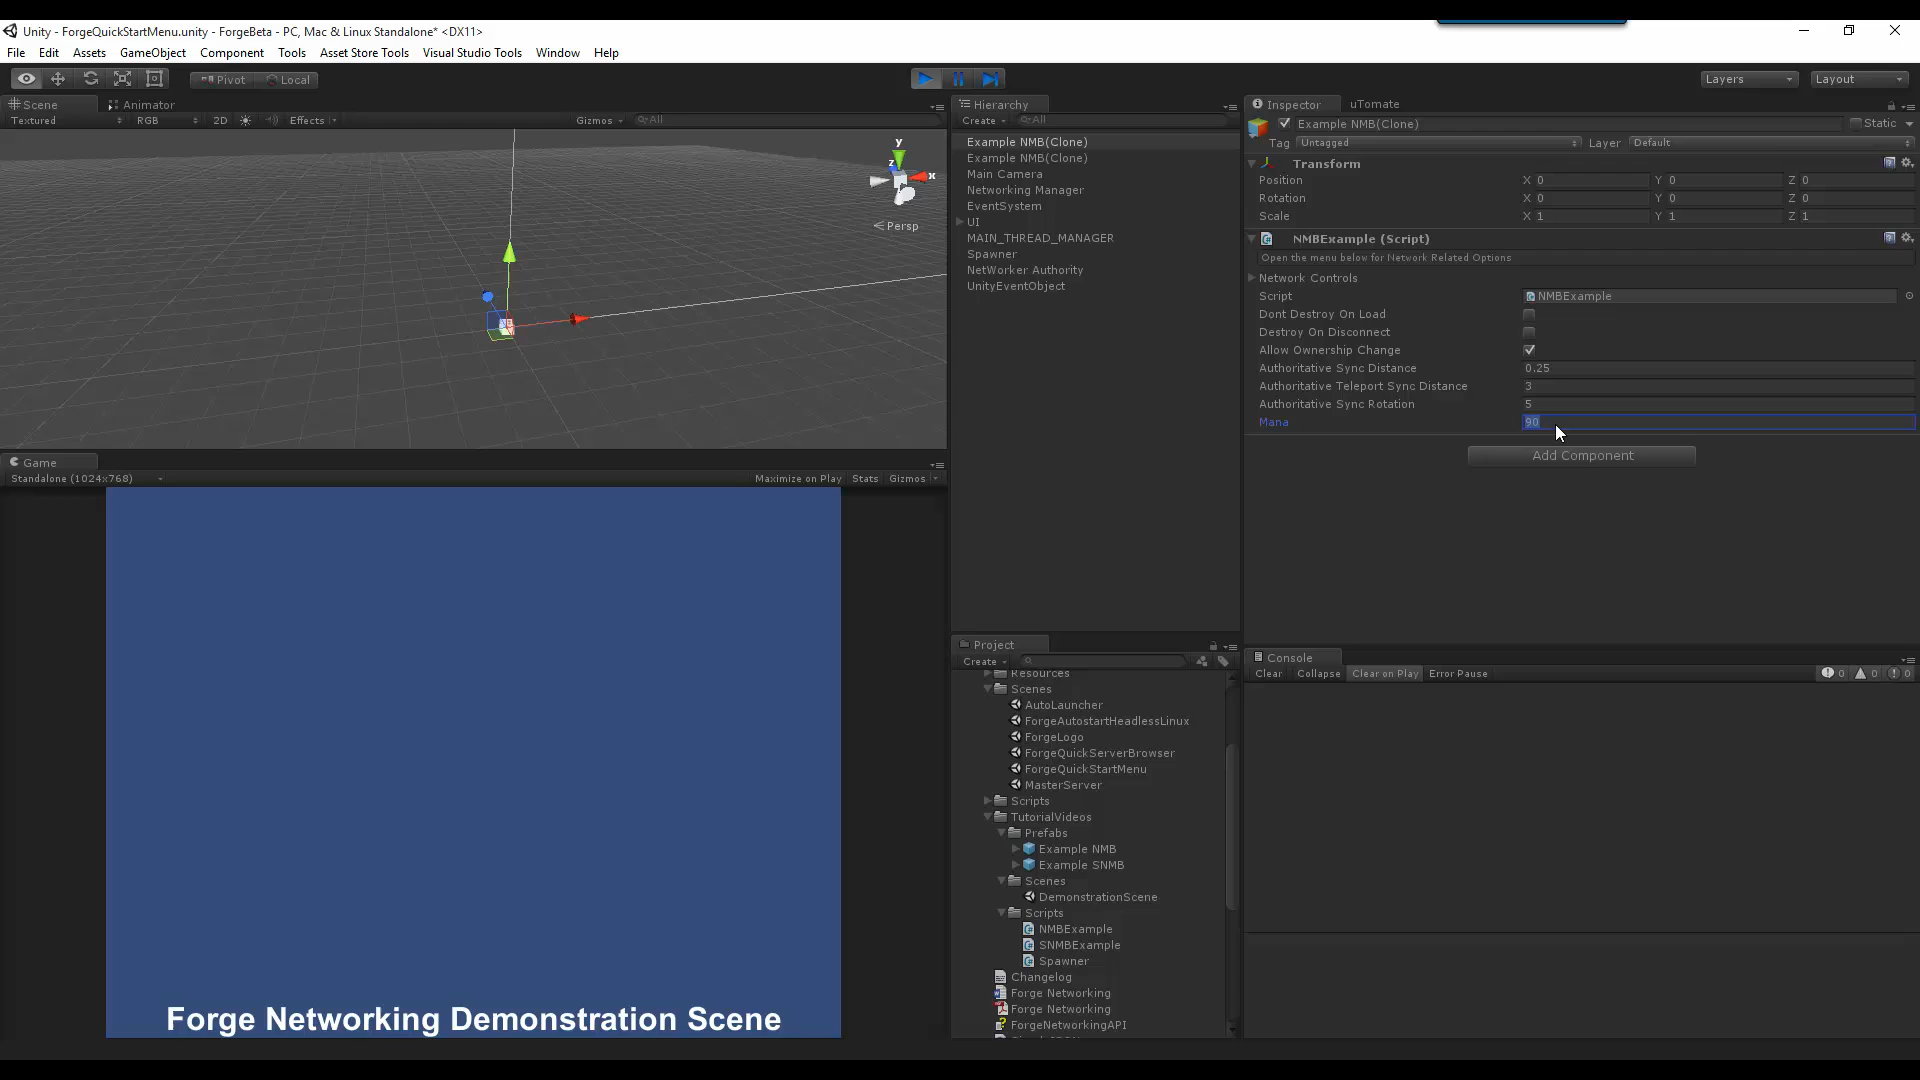 Unity - ForgeQuickStartMenu.unity - ForgeBeta - PC, Mac & Linux Standalone* <DX11>
File Edit Assets GameObject Component Tools Asset Store Tools Visual Studio Tools Window Help
Pivot Local Layers Layout
Scene Animator
Textured RGB 2D Effects Gizmos All
y
z
x
Persp
Game
Standalone (1024x768) Maximize on Play Stats Gizmos
Forge Networking Demonstration Scene
Hierarchy
Create All
Example NMB(Clone)
Example NMB(Clone)
Main Camera
Networking Manager
EventSystem
UI
MAIN_THREAD_MANAGER
Spawner
NetWorker Authority
UnityEventObject
Project
Create
Resources
Scenes
AutoLauncher
ForgeAutostartHeadlessLinux
ForgeLogo
ForgeQuickServerBrowser
ForgeQuickStartMenu
MasterServer
Scripts
TutorialVideos
Prefabs
Example NMB
Example SNMB
Scenes
DemonstrationScene
Scripts
NMBExample
SNMBExample
Spawner
Changelog
Forge Networking
Forge Networking
ForgeNetworkingAPI
Inspector uTomate
Example NMB(Clone) Static
Tag Untagged Layer Default
Transform
Position X 0 Y 0 Z 0
Rotation X 0 Y 0 Z 0
Scale X 1 Y 1 Z 1
NMBExample (Script)
Open the menu below for Network Related Options
Network Controls
Script NMBExample
Dont Destroy On Load
Destroy On Disconnect
Allow Ownership Change
Authoritative Sync Distance 0.25
Authoritative Teleport Sync Distance 3
Authoritative Sync Rotation 5
Mana 90
Add Component
Console
Clear Collapse Clear on Play Error Pause 0 0 0